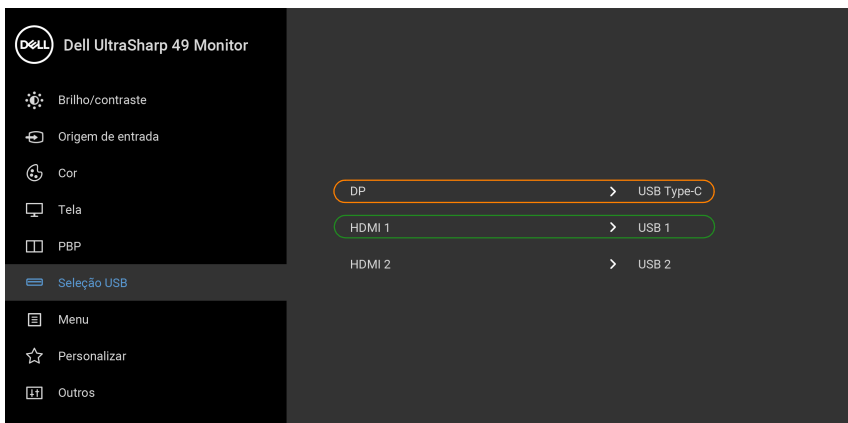 DELL Dell UltraSharp 49 Monitor
Brilho/contraste
Origem de entrada
Cor
Tela
PBP
Seleção USB
Menu
Personalizar
Outros
DP > USB Type-C
HDMI 1 > USB 1
HDMI 2 > USB 2